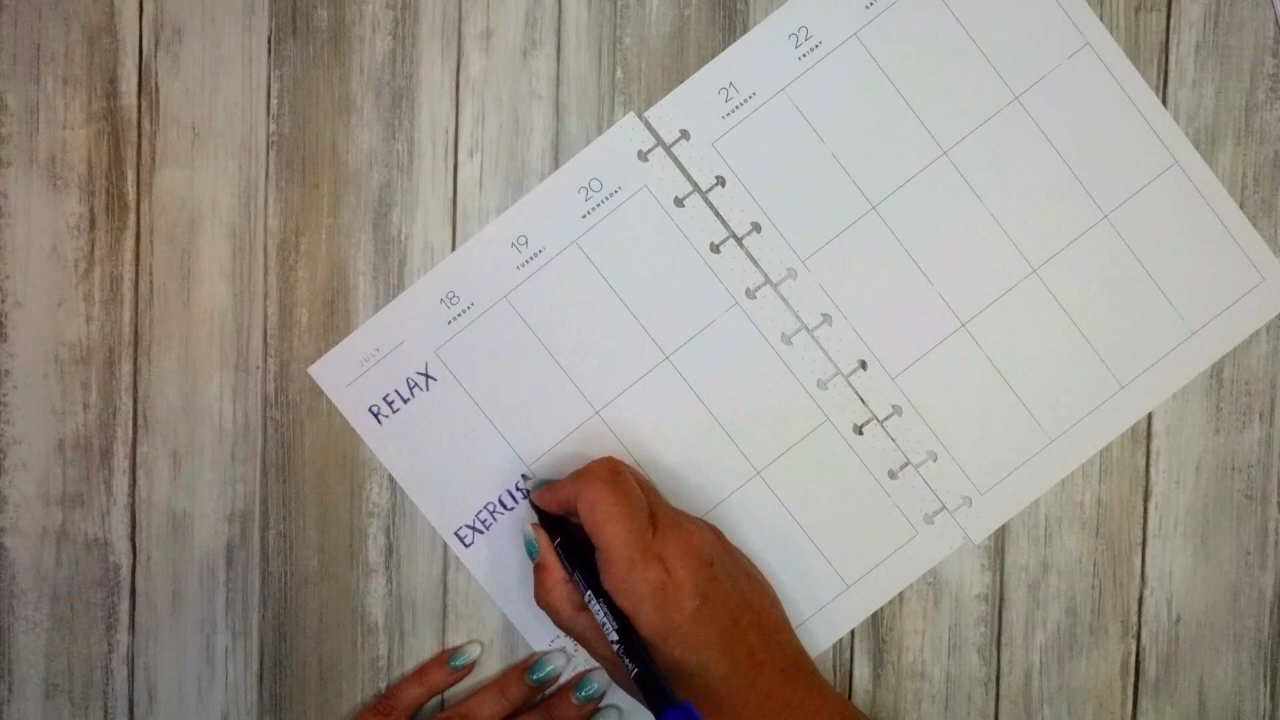 JULY
18
MONDAY
19
TUESDAY
20
WEDNESDAY
21
THURSDAY
22
FRIDAY
RELAX
EXERCIS